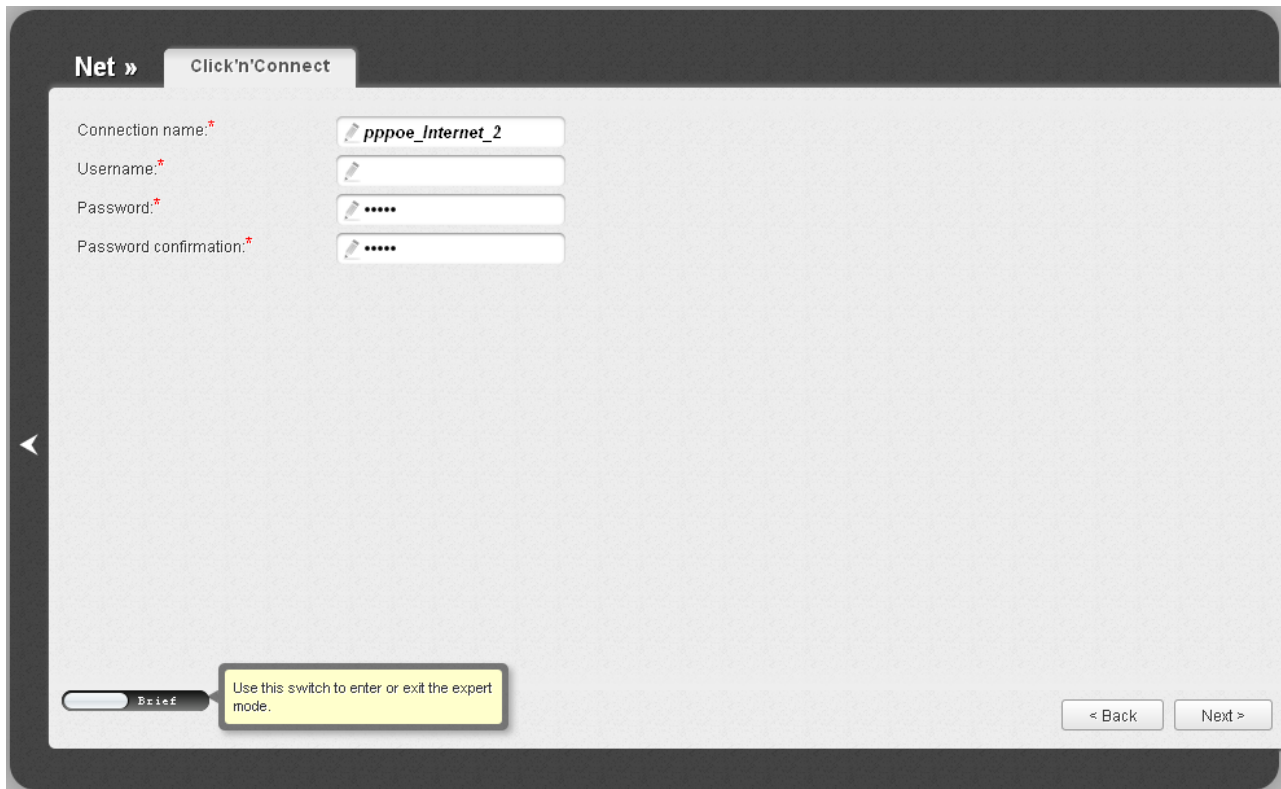 Net »
Click'n'Connect
Connection name:*
pppoe_Internet_2
Username:*
Password:*
•••••
Password confirmation:*
•••••
Brief
Use this switch to enter or exit the expert
mode.
< Back
Next >